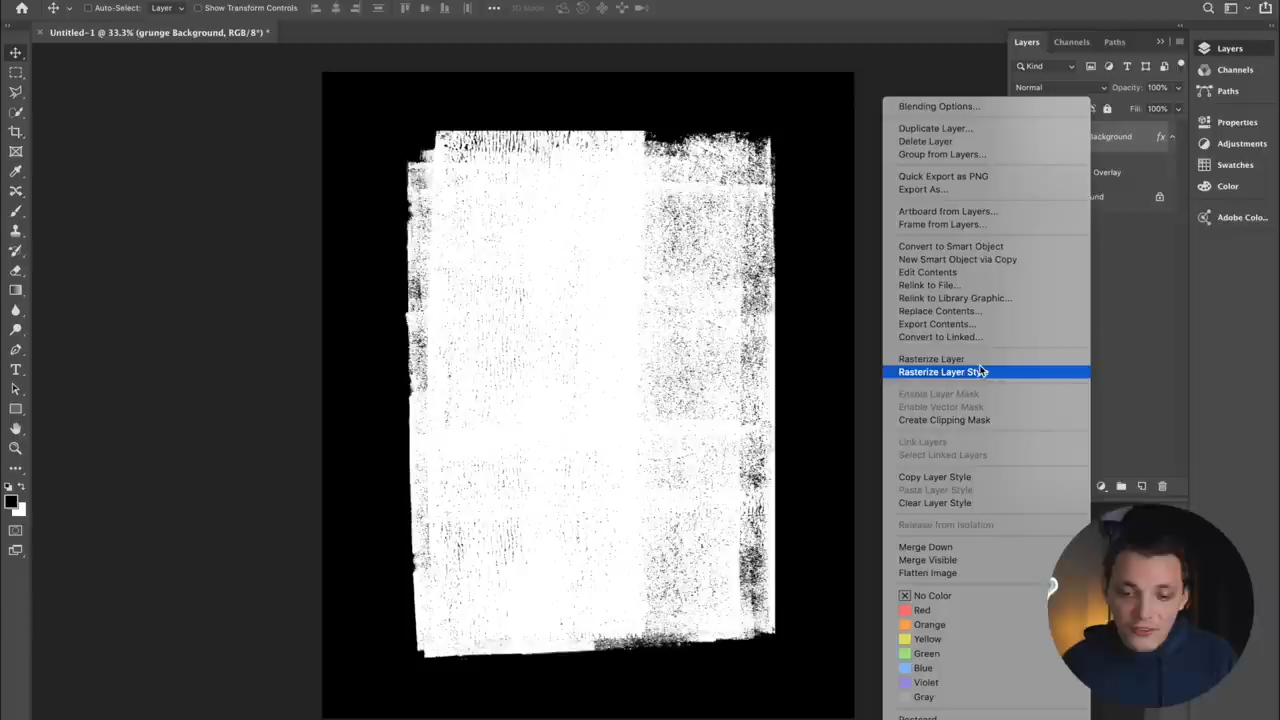 Auto-Select:
Layer
Show Transform Controls
3D Mode:
Untitled-1 @ 33.3% (grunge Background, RGB/8*) *
Layers
Channels
Paths
Kind
Normal
Opacity: 100%
Fill: 100%
Background
fx
Overlay
Layers
Channels
Paths
Properties
Adjustments
Swatches
Color
Adobe Colo...
Blending Options...
Duplicate Layer...
Delete Layer
Group from Layers...
Quick Export as PNG
Export As...
Artboard from Layers...
Frame from Layers...
Convert to Smart Object
New Smart Object via Copy
Edit Contents
Relink to File...
Relink to Library Graphic...
Replace Contents...
Export Contents...
Convert to Linked...
Rasterize Layer
Rasterize Layer Style
Enable Layer Mask
Enable Vector Mask
Create Clipping Mask
Link Layers
Select Linked Layers
Copy Layer Style
Paste Layer Style
Clear Layer Style
Release from Isolation
Merge Down
Merge Visible
Flatten Image
No Color
Red
Orange
Yellow
Green
Blue
Violet
Gray